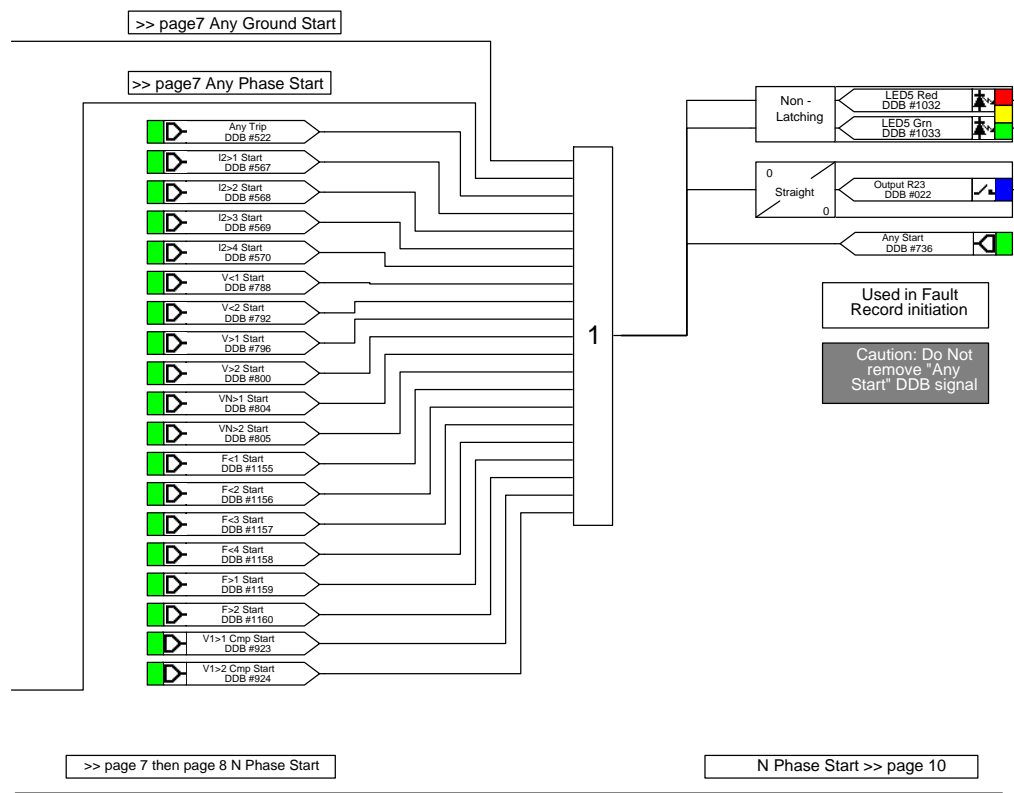 >> page7 Any Ground Start
>> page7 Any Phase Start
Any Trip
DDB #522
I2>1 Start
DDB #567
I2>2 Start
DDB #568
I2>3 Start
DDB #569
I2>4 Start
DDB #570
V<1 Start
DDB #788
V<2 Start
DDB #792
V>1 Start
DDB #796
V>2 Start
DDB #800
VN>1 Start
DDB #804
VN>2 Start
DDB #805
F<1 Start
DDB #1155
F<2 Start
DDB #1156
F<3 Start
DDB #1157
F<4 Start
DDB #1158
F>1 Start
DDB #1159
F>2 Start
DDB #1160
V1>1 Cmp Start
DDB #923
V1>2 Cmp Start
DDB #924
1
Non -
Latching
LED5 Red
DDB #1032
LED5 Grn
DDB #1033
0
Straight
0
Output R23
DDB #022
Any Start
DDB #736
Used in Fault
Record initiation
Caution: Do Not
remove "Any
Start" DDB signal
>> page 7 then page 8 N Phase Start
N Phase Start >> page 10